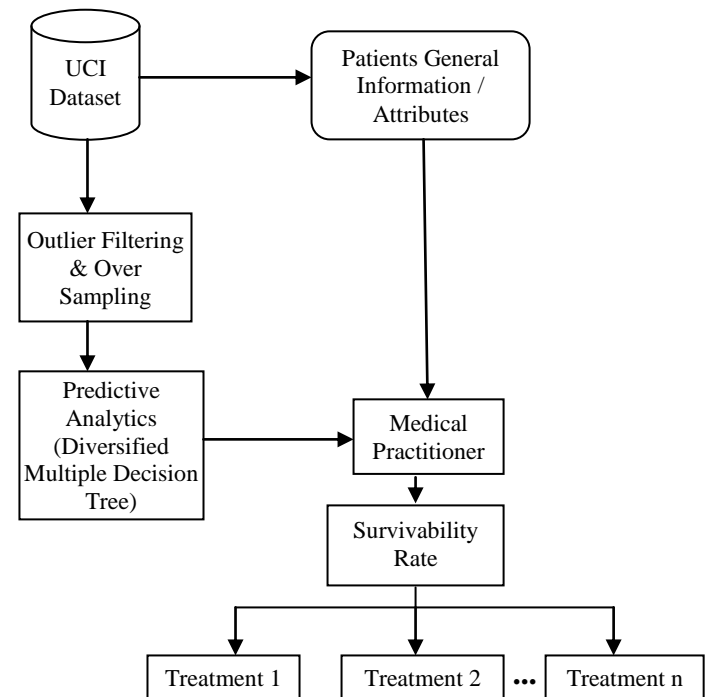 UCI
Dataset
Patients General
Information /
Attributes
Outlier Filtering
& Over
Sampling
Predictive
Analytics
(Diversified
Multiple Decision
Tree)
Medical
Practitioner
Survivability
Rate
Treatment 1
Treatment 2
...
Treatment n